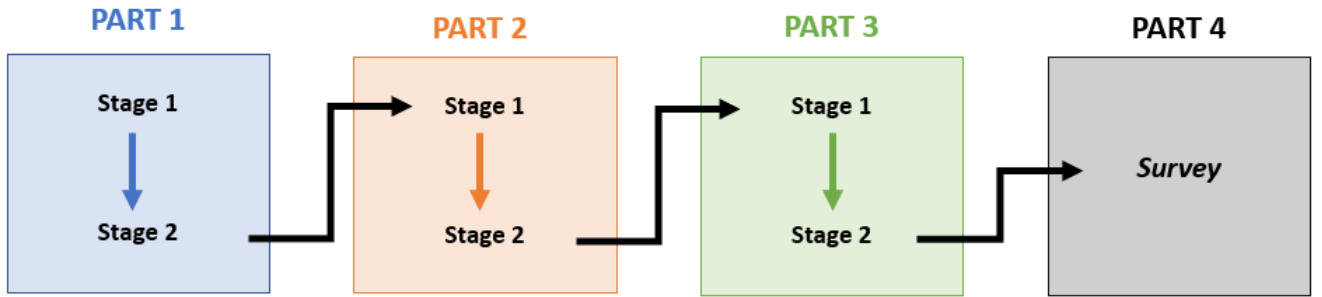 PART 1
Stage 1
Stage 2
PART 2
Stage 1
Stage 2
PART 3
Stage 1
Stage 2
PART 4
Survey